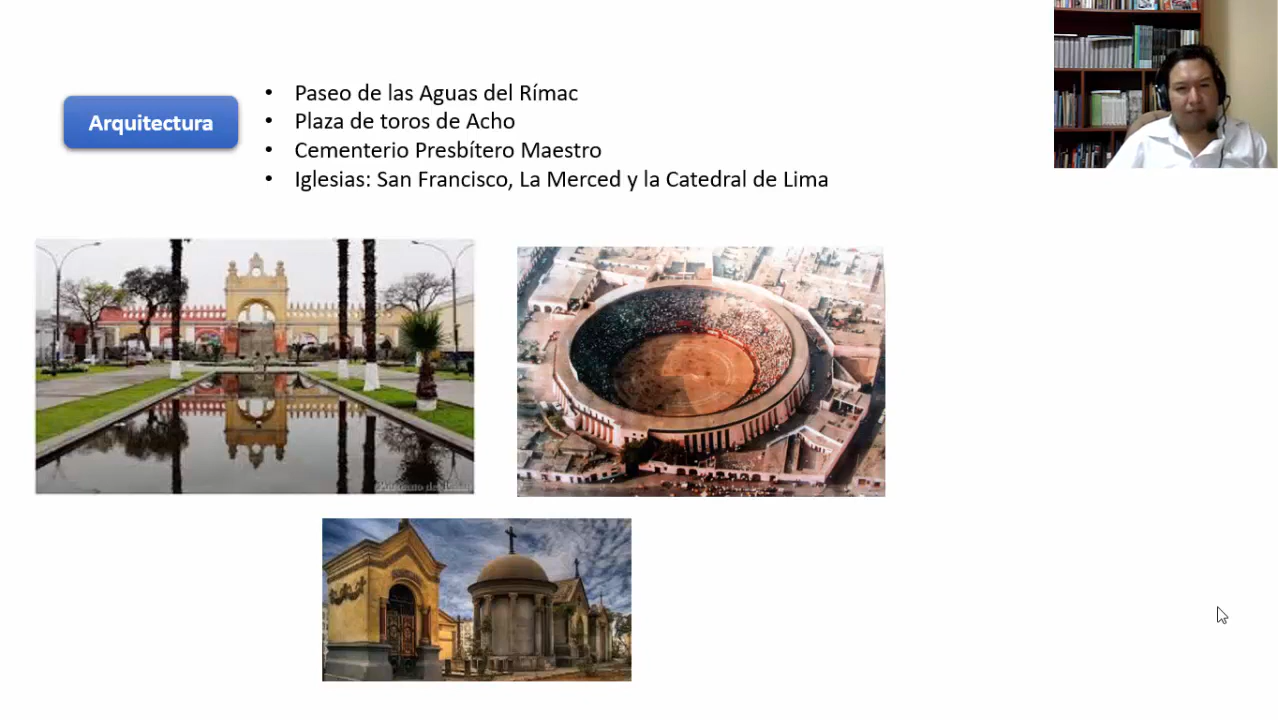 Arquitectura
• Paseo de las Aguas del Rímac
• Plaza de toros de Acho
• Cementerio Presbítero Maestro
• Iglesias: San Francisco, La Merced y la Catedral de Lima